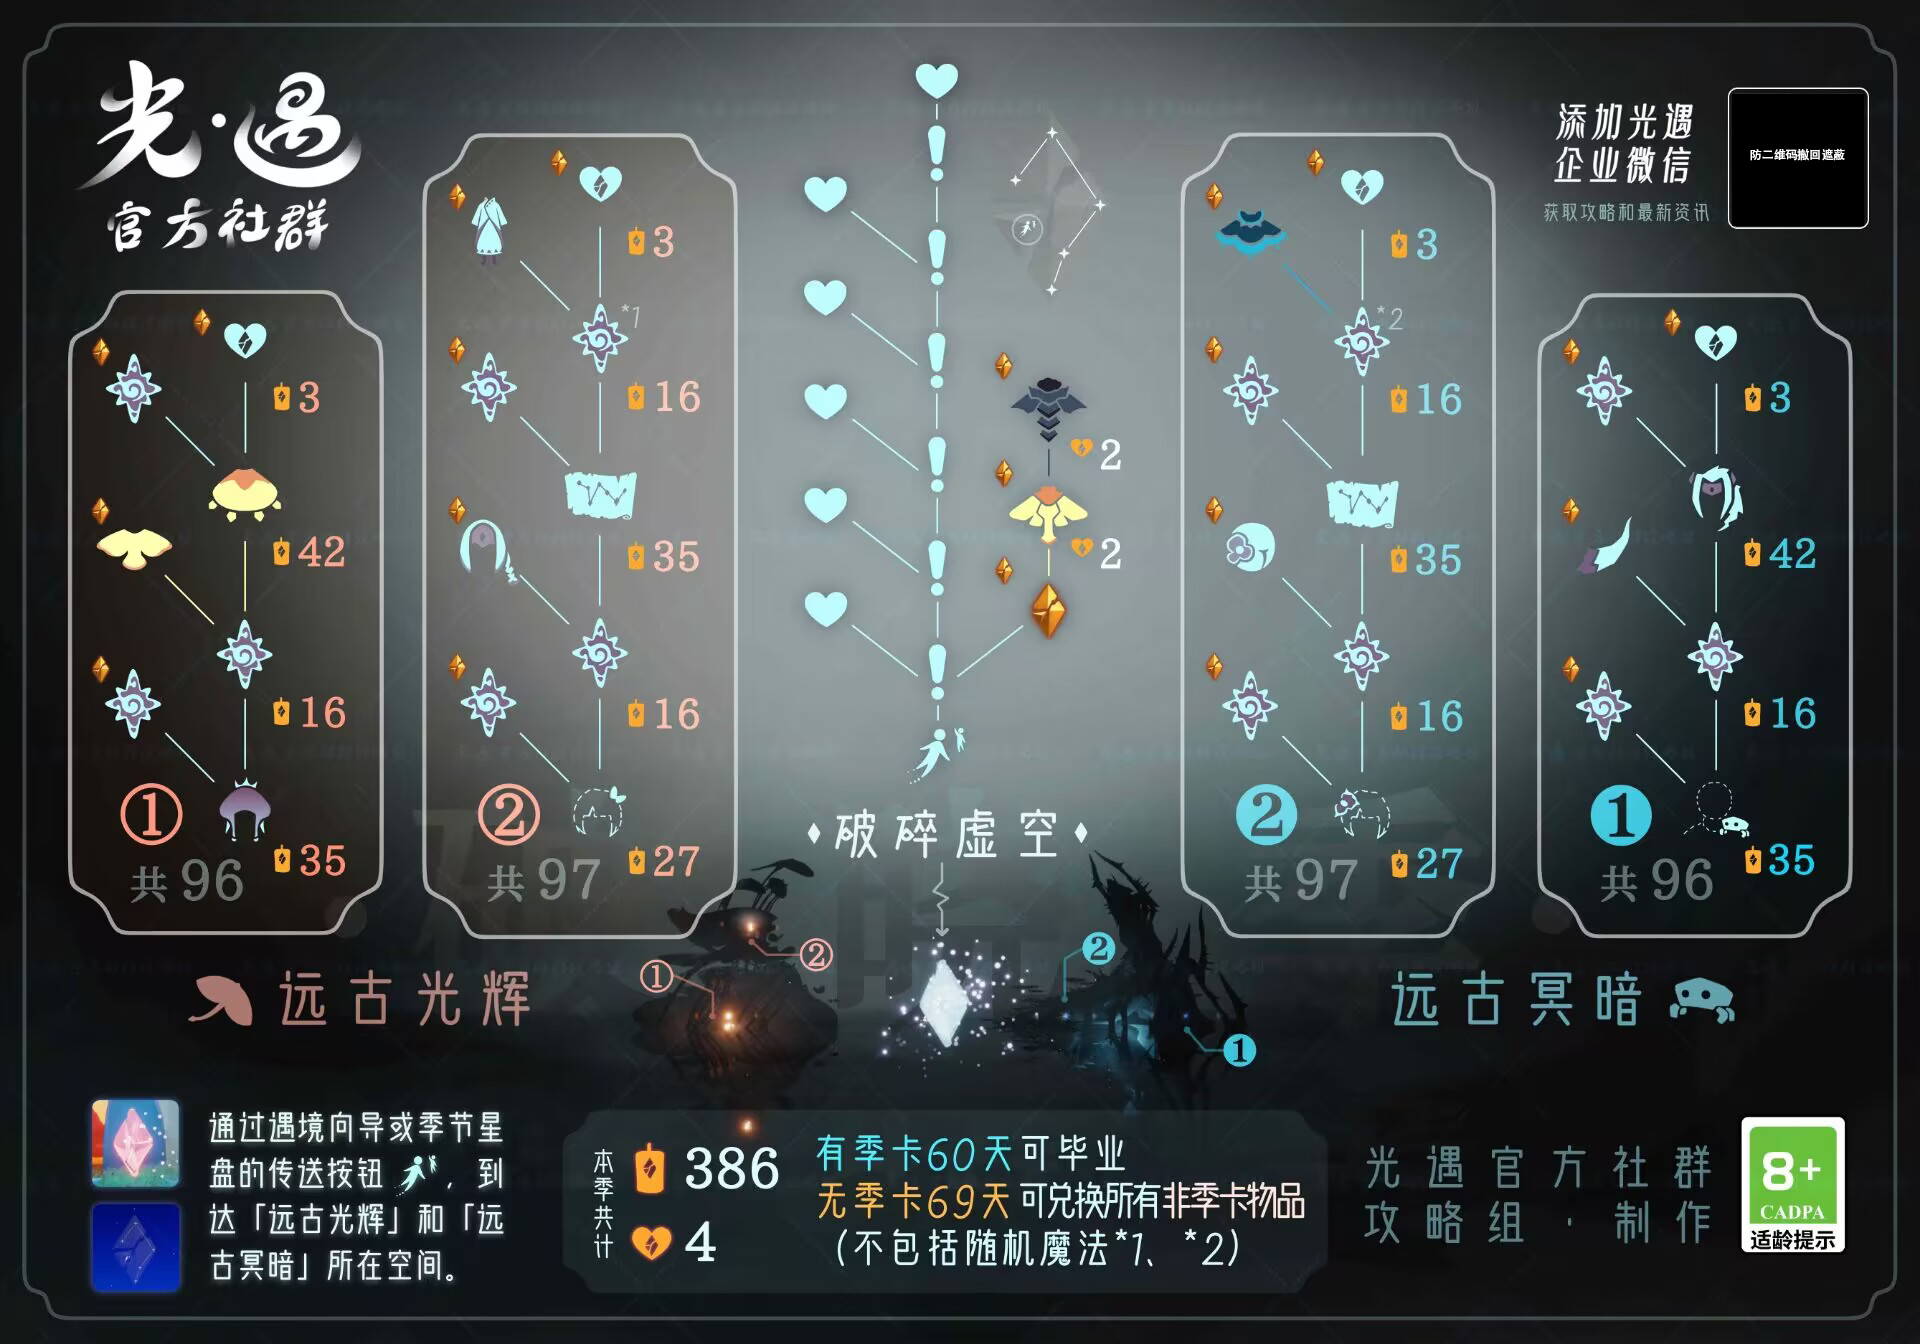 光·遇
官方社群
添加光遇
企业微信
获取攻略和最新资讯
防二维码撤回遮蔽
3
42
16
35
①
共96
3
*1
16
35
16
27
②
共97
2
2
破碎虚空
3
*2
16
35
16
27
2
共97
3
42
16
35
1
共96
远古光辉
①
②
2
1
远古冥暗
通过遇境向导或季节星
盘的传送按钮，到
达「远古光辉」和「远
古冥暗」所在空间。
本季共计
386
4
有季卡60天可毕业
无季卡69天可兑换所有非季卡物品
(不包括随机魔法*1、*2)
光遇官方社群
攻略组·制作
8+
CADPA
适龄提示